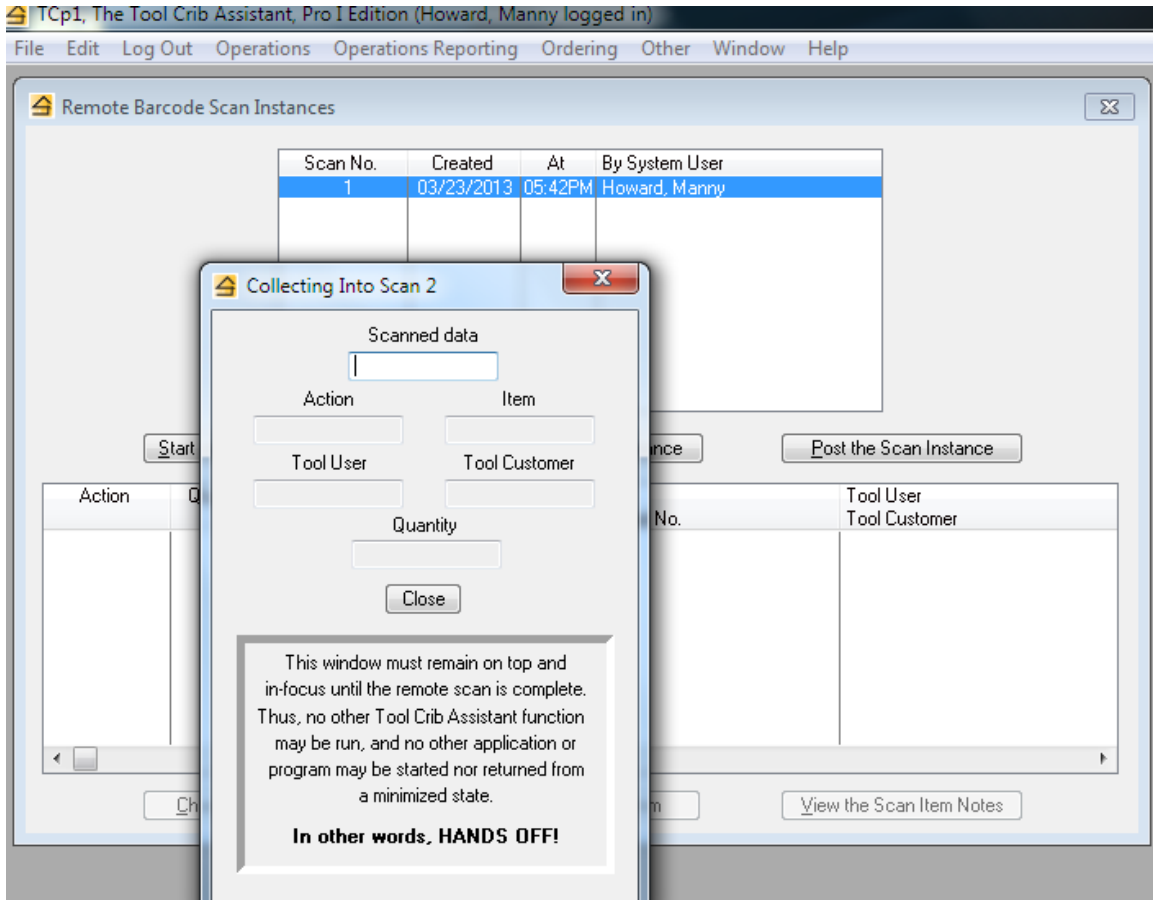 TCp1, The Tool Crib Assistant, Pro I Edition (Howard, Manny logged in)
File Edit Log Out Operations Operations Reporting Ordering Other Window Help
Remote Barcode Scan Instances
Scan No. Created At By System User
1 03/23/2013 05:42PM Howard, Manny
Collecting Into Scan 2
Scanned data
Action Item
Start
Post the Scan Instance
Tool User Tool Customer
Action
Tool User
Quantity
No. Tool Customer
Close
This window must remain on top and
in-focus until the remote scan is complete.
Thus, no other Tool Crib Assistant function
may be run, and no other application or
program may be started nor returned from
a minimized state.
View the Scan Item Notes
In other words, HANDS OFF!